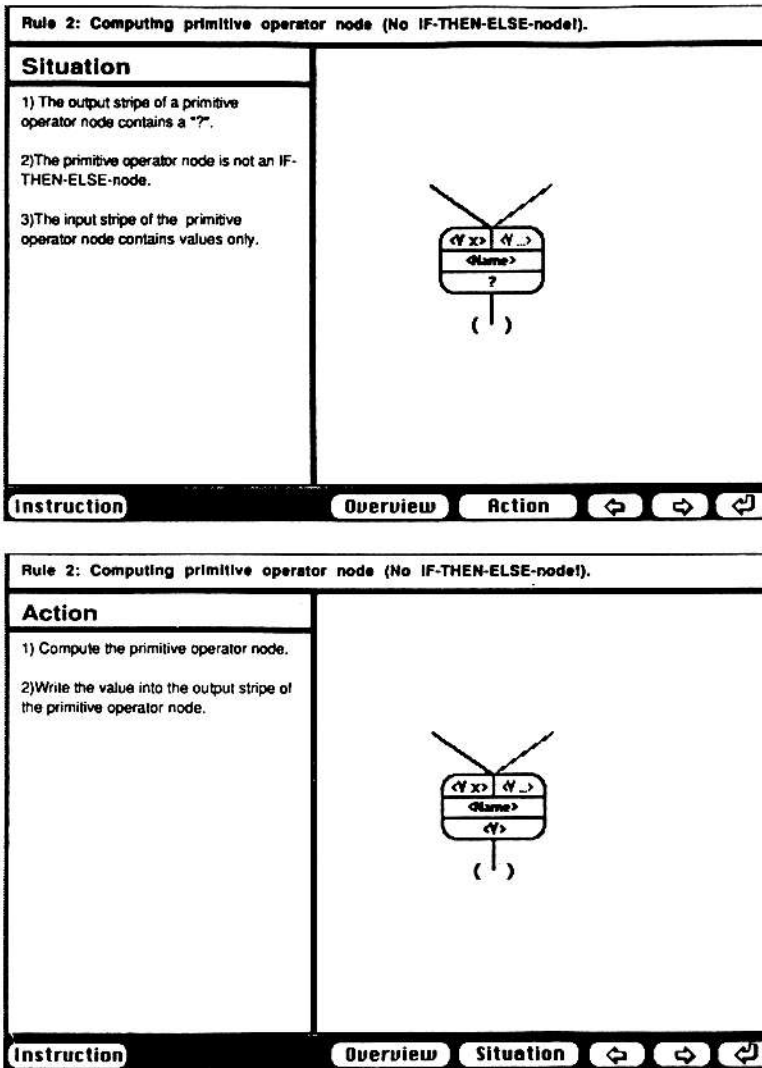 Rule 2: Computing primitive operator node (No IF-THEN-ELSE-node!).
Situation
1) The output stripe of a primitive
operator node contains a "?".
2)The primitive operator node is not an IF-
THEN-ELSE-node.
3)The input stripe of the primitive
operator node contains values only.
<V x> <V ...>
<Name>
?
( )
Instruction Overview Action
Rule 2: Computing primitive operator node (No IF-THEN-ELSE-node!).
Action
1) Compute the primitive operator node.
2)Write the value into the output stripe of
the primitive operator node.
<V x> <V ...>
<Name>
<V>
( )
Instruction Overview Situation